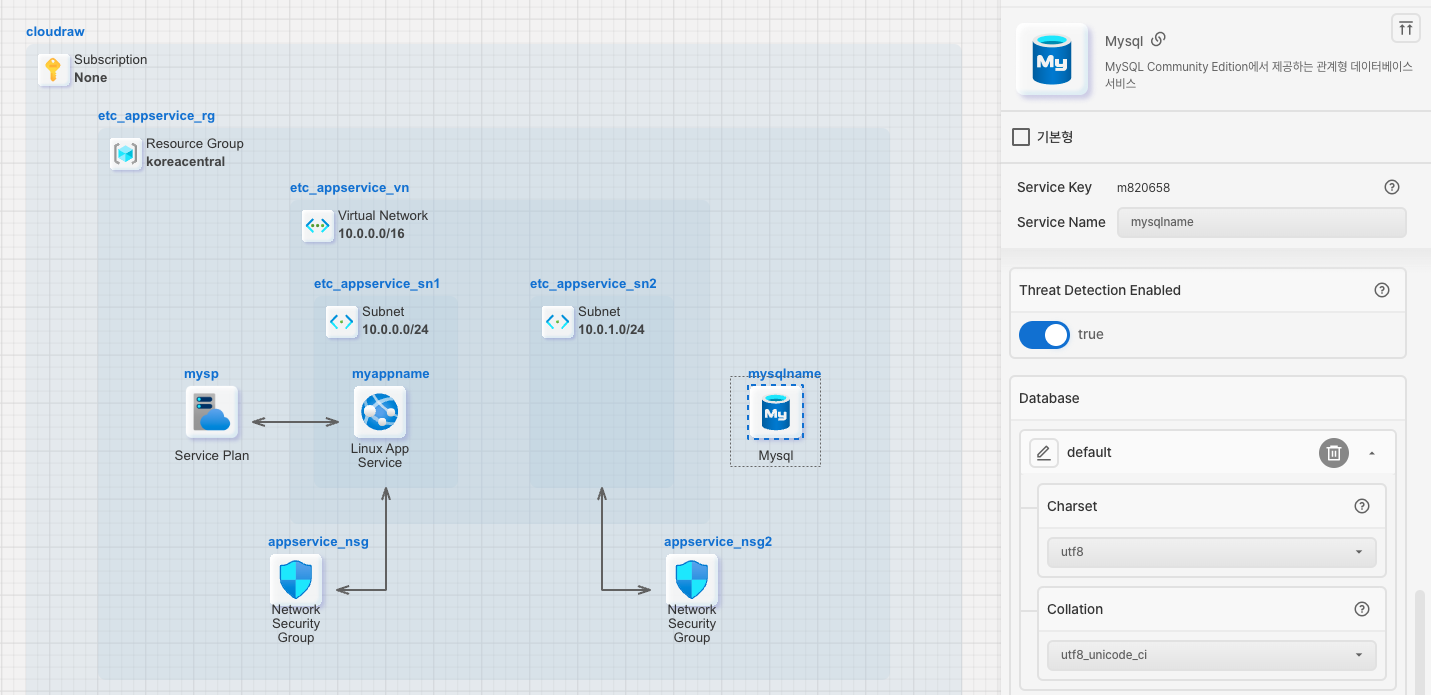 cloudraw
Subscription
None
etc_appservice_rg
Resource Group
koreacentral
etc_appservice_vn
Virtual Network
10.0.0.0/16
etc_appservice_sn1
Subnet
10.0.0.0/24
etc_appservice_sn2
Subnet
10.0.1.0/24
mysp
Service Plan
myappname
Linux App
Service
mysqlname
My
Mysql
appservice_nsg
Network
Security
Group
appservice_nsg2
Network
Security
Group
My
Mysql
MySQL Community Edition에서 제공하는 관계형 데이터베이스
서비스
기본형
Service Key m820658
Service Name mysqlname
Threat Detection Enabled
true
Database
default
Charset
utf8
Collation
utf8_unicode_ci